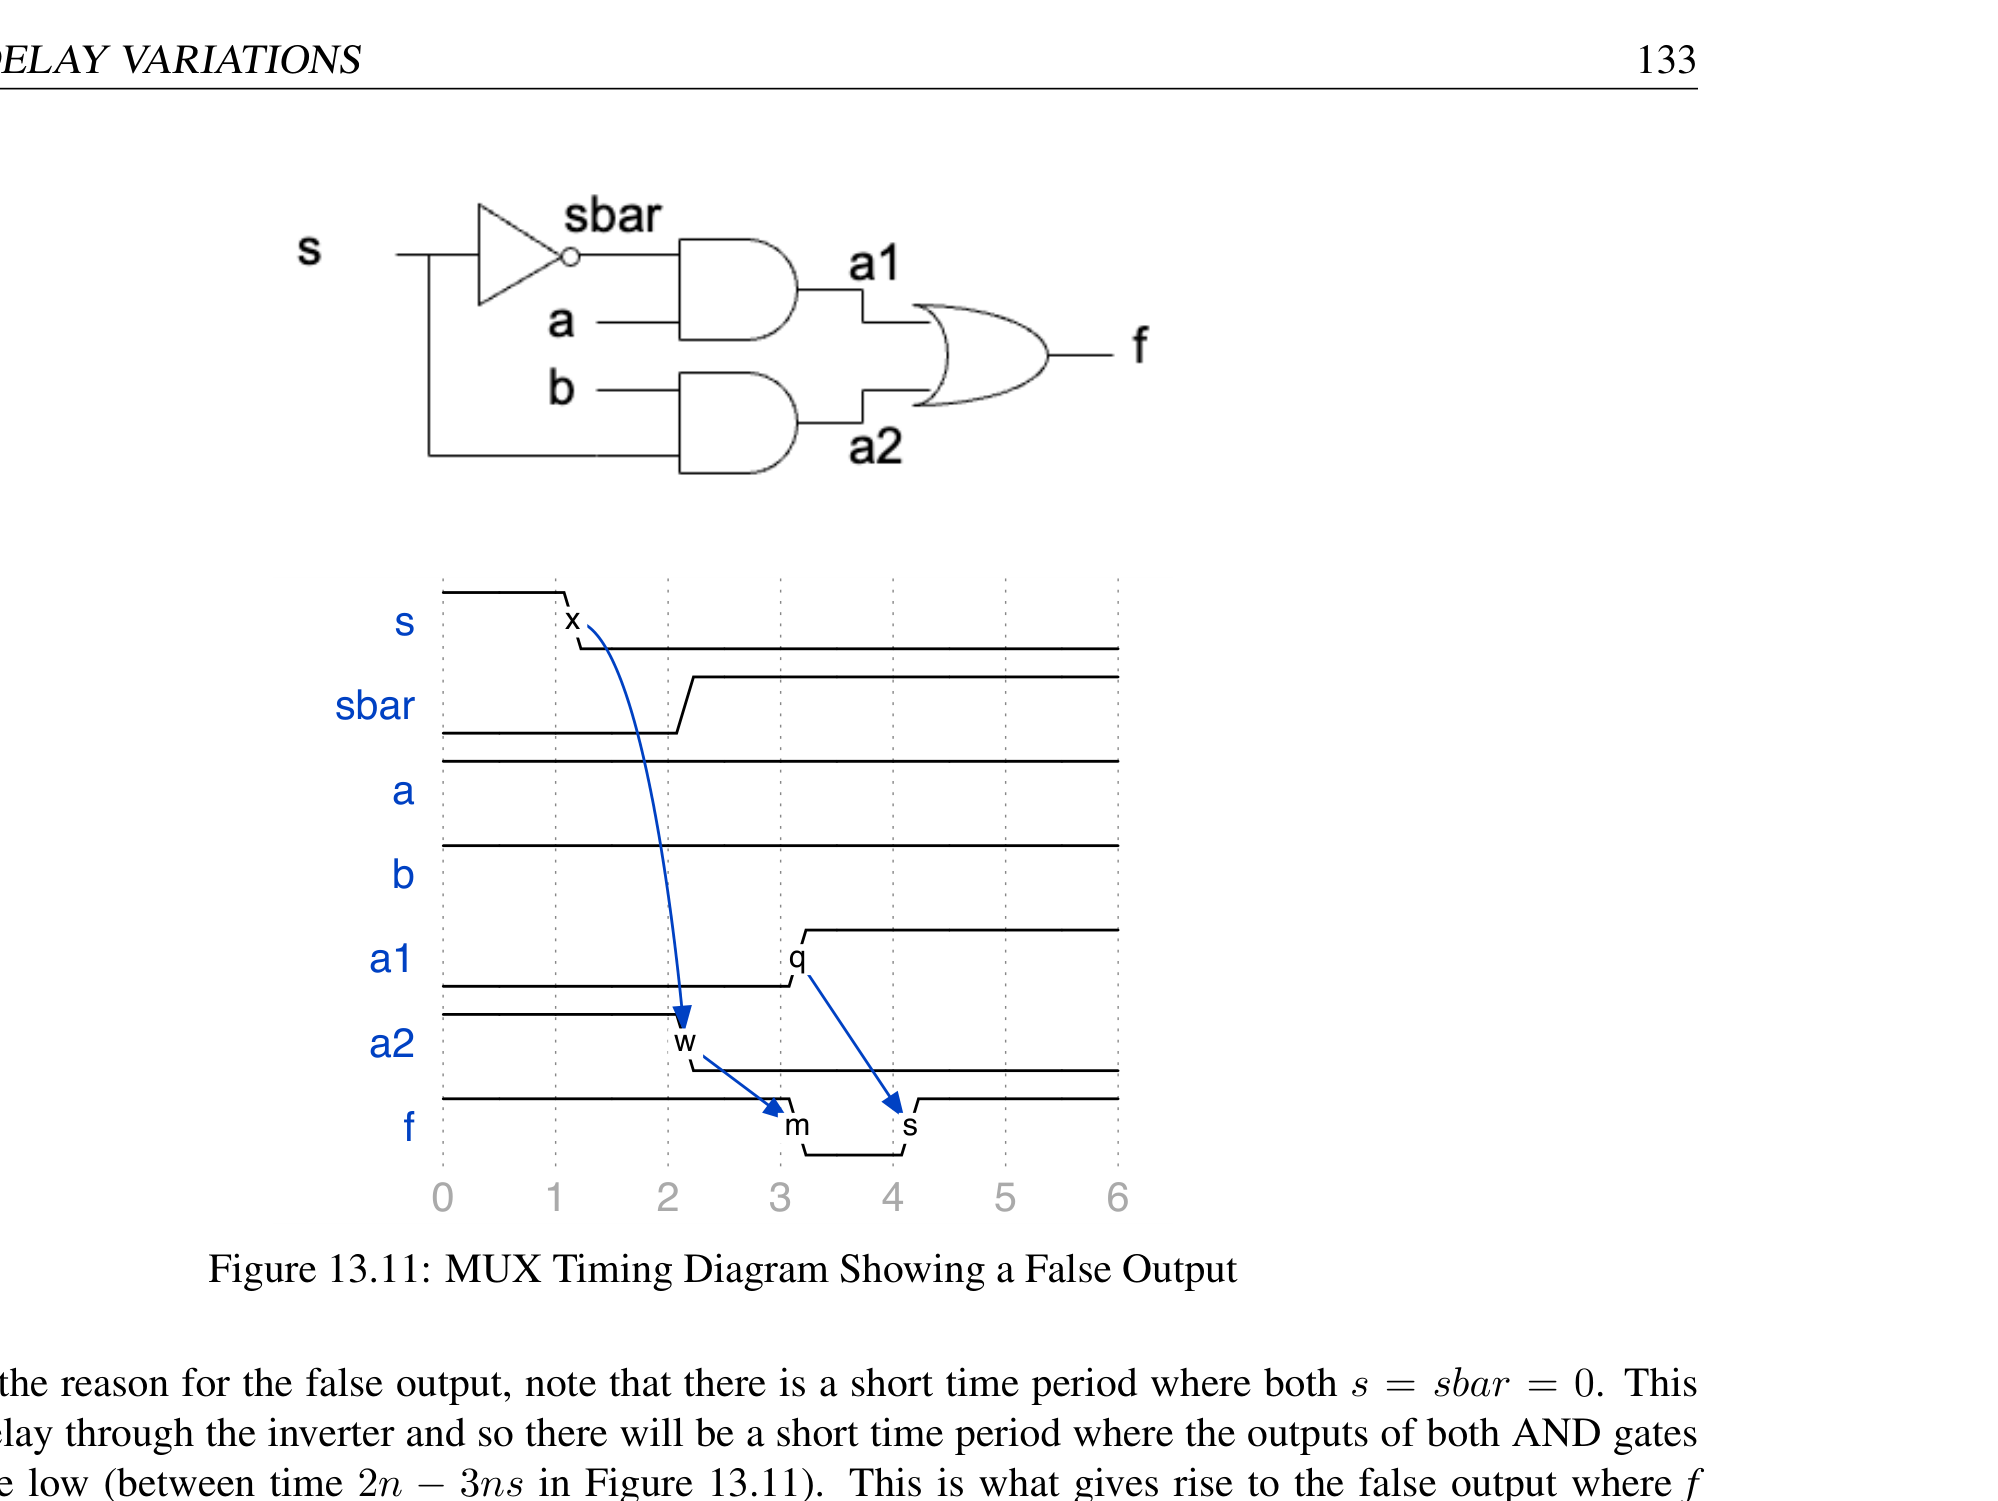 DELAY VARIATIONS 133
sbar
s
a1
a
f
b
a2
s
x
sbar
a
b
a1
q
a2
w
f
m s
0 1 2 3 4 5 6
Figure 13.11: MUX Timing Diagram Showing a False Output
the reason for the false output, note that there is a short time period where both s = sbar = 0. This
elay through the inverter and so there will be a short time period where the outputs of both AND gates
e low (between time 2n − 3ns in Figure 13.11). This is what gives rise to the false output where f